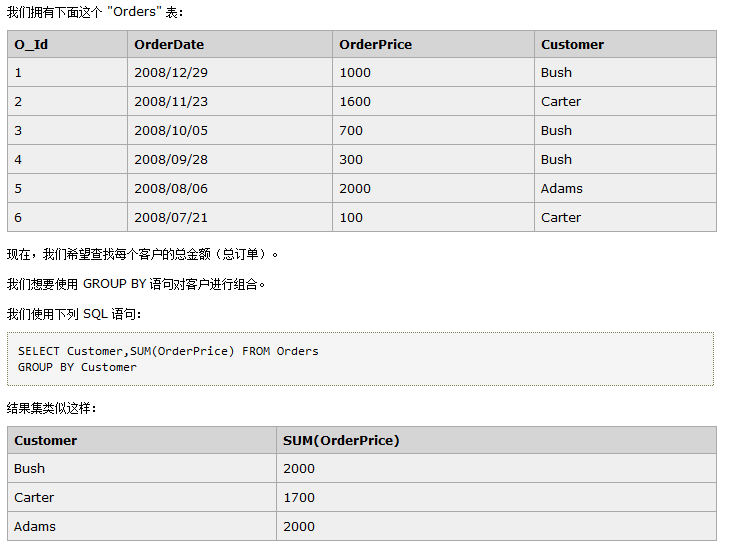 我们拥有下面这个 "Orders" 表：
O_Id OrderDate OrderPrice Customer
1 2008/12/29 1000 Bush
2 2008/11/23 1600 Carter
3 2008/10/05 700 Bush
4 2008/09/28 300 Bush
5 2008/08/06 2000 Adams
6 2008/07/21 100 Carter
现在，我们希望查找每个客户的总金额（总订单）。
我们想要使用 GROUP BY 语句对客户进行组合。
我们使用下列 SQL 语句：
SELECT Customer,SUM(OrderPrice) FROM Orders
GROUP BY Customer
结果集类似这样：
Customer SUM(OrderPrice)
Bush 2000
Carter 1700
Adams 2000